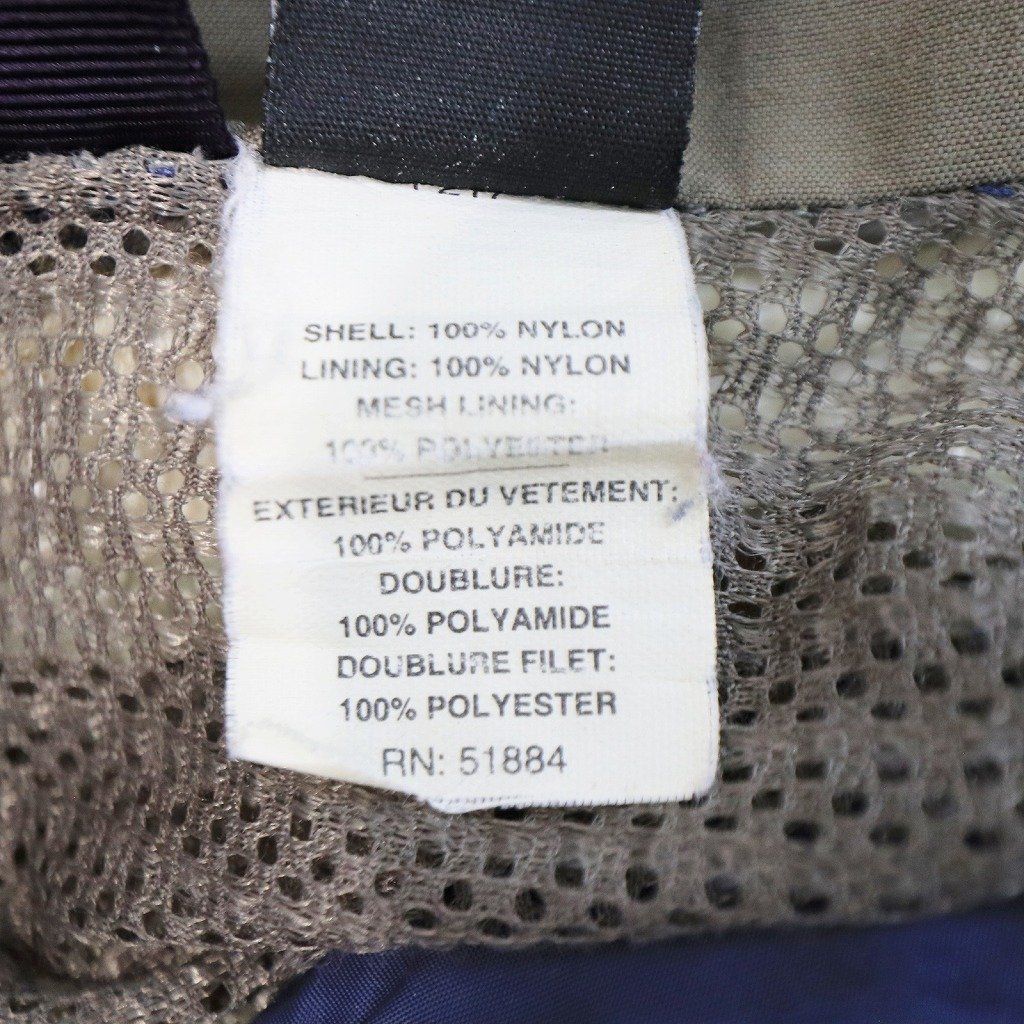 SHELL: 100% NYLON
LINING: 100% NYLON
MESH LINING:
100% POLYESTER
EXTERIEUR DU VETEMENT:
100% POLYAMIDE
DOUBLURE:
100% POLYAMIDE
DOUBLURE FILET:
100% POLYESTER
RN: 51884